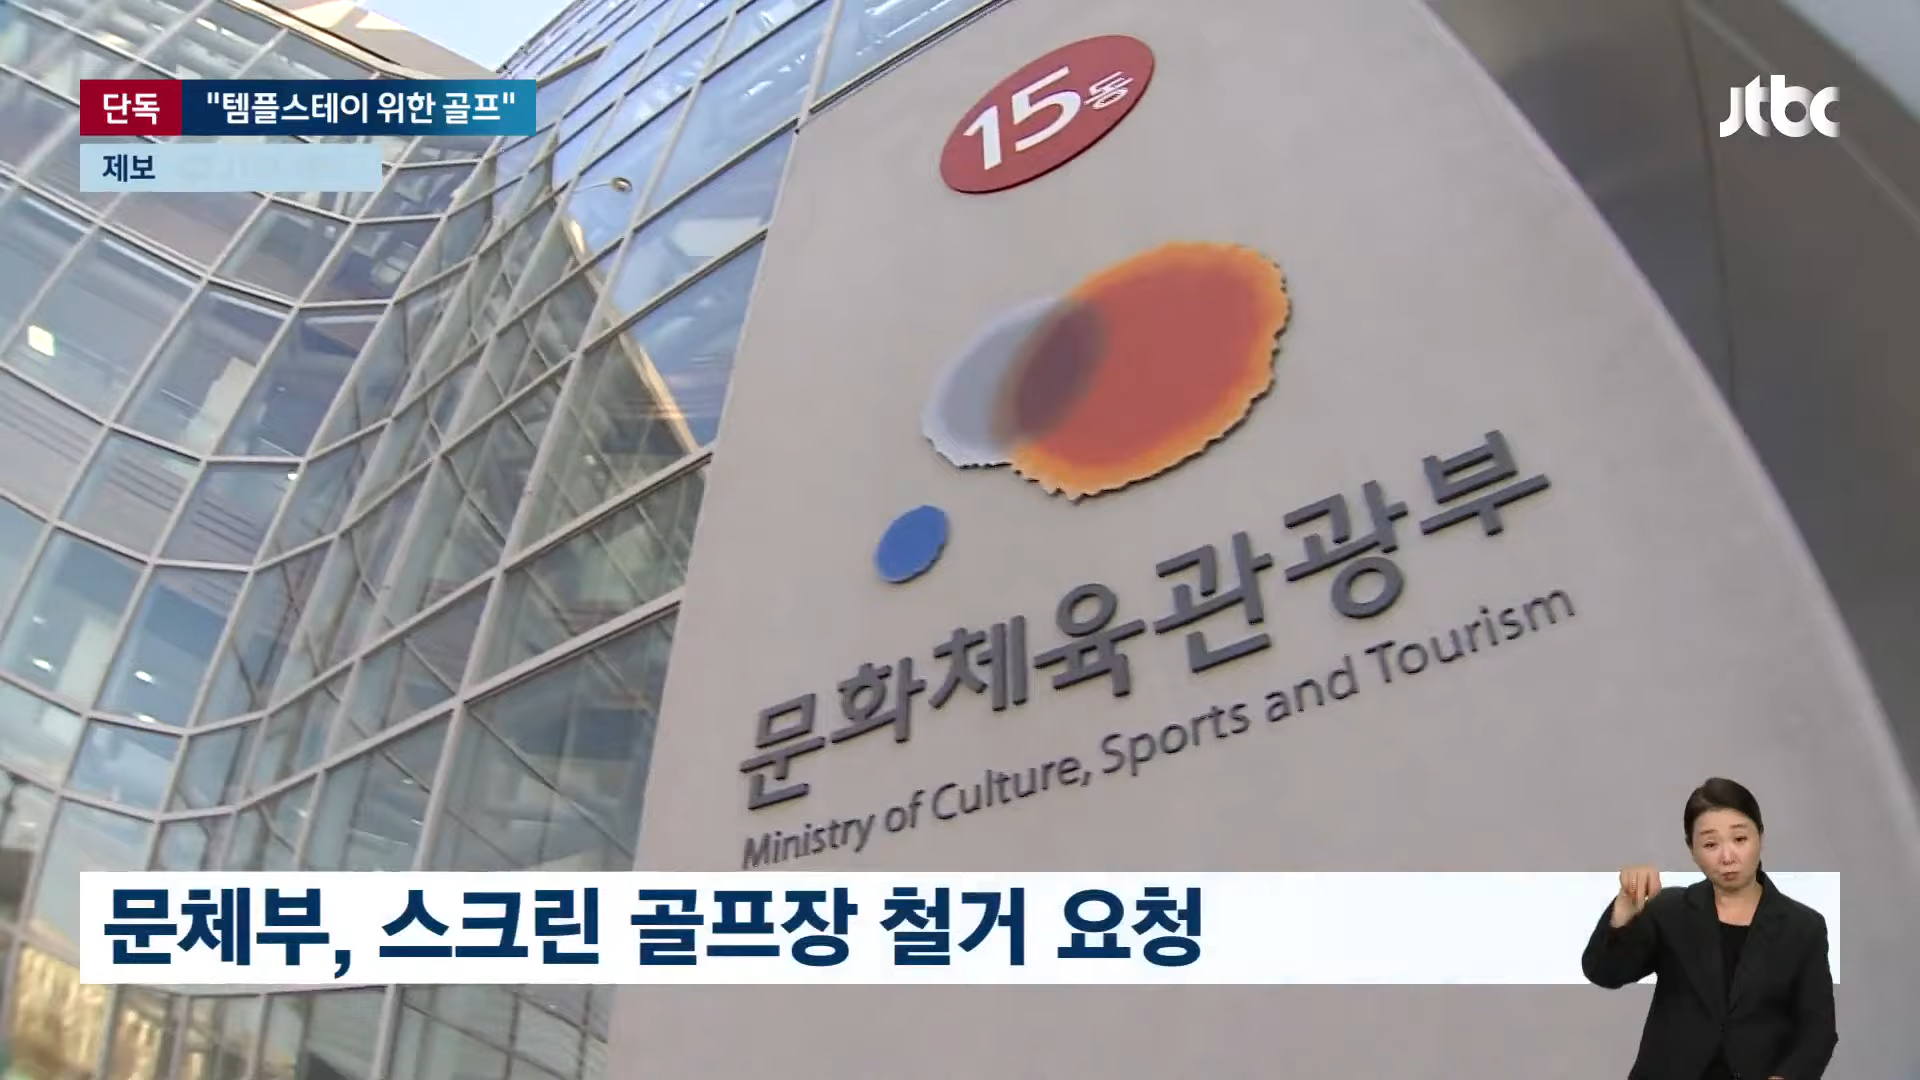 단독 "템플스테이 위한 골프"
jtbc
제보
15동
문화체육관광부
Ministry of Culture, Sports and Tourism
문체부, 스크린 골프장 철거 요청